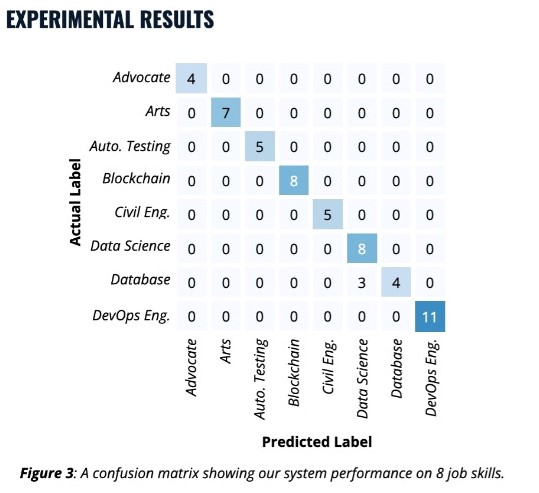 EXPERIMENTAL RESULTS
Advocate 4 0 0 0 0 0 0 0
Arts 0 7 0 0 0 0 0 0
Auto. Testing 0 0 5 0 0 0 0 0
Blockchain 0 0 0 8 0 0 0 0
Civil Eng. 0 0 0 0 5 0 0 0
Data Science 0 0 0 0 0 8 0 0
Database 0 0 0 0 0 3 4 0
DevOps Eng. 0 0 0 0 0 0 0 11
Actual Label
Advocate Arts Auto. Testing Blockchain Civil Eng. Data Science Database DevOps Eng.
Predicted Label
Figure 3: A confusion matrix showing our system performance on 8 job skills.